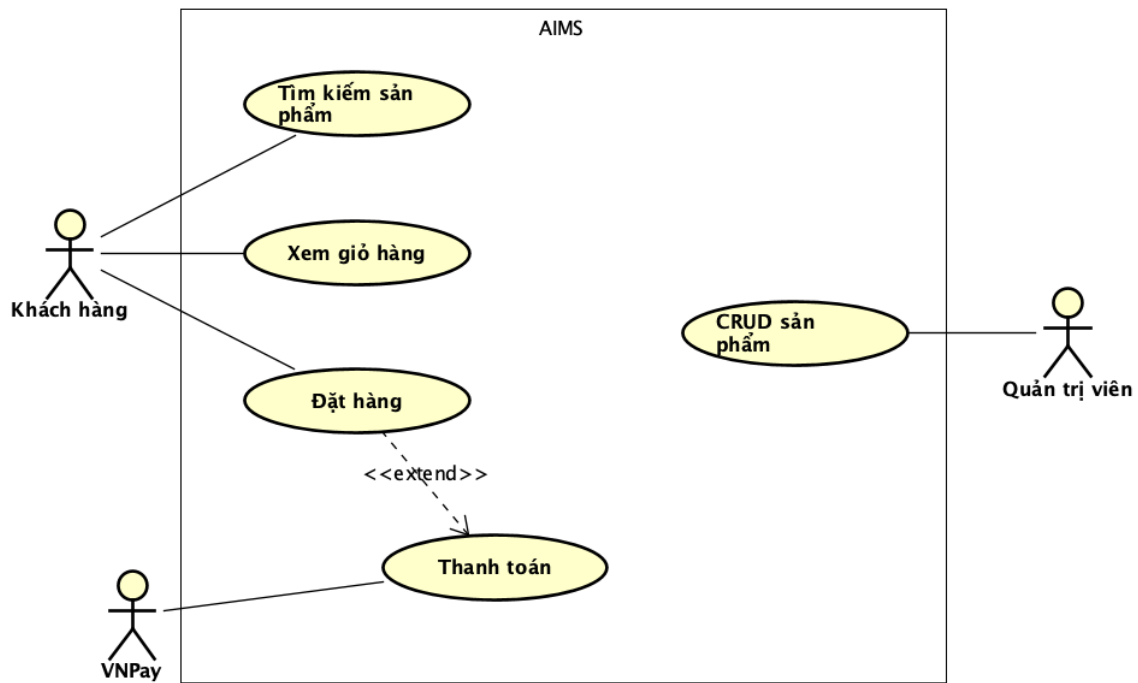 AIMS
Tìm kiếm sản
phẩm
Xem giỏ hàng
Khách hàng
CRUD sản
phẩm
Quản trị viên
Đặt hàng
<<extend>>
Thanh toán
VNPay